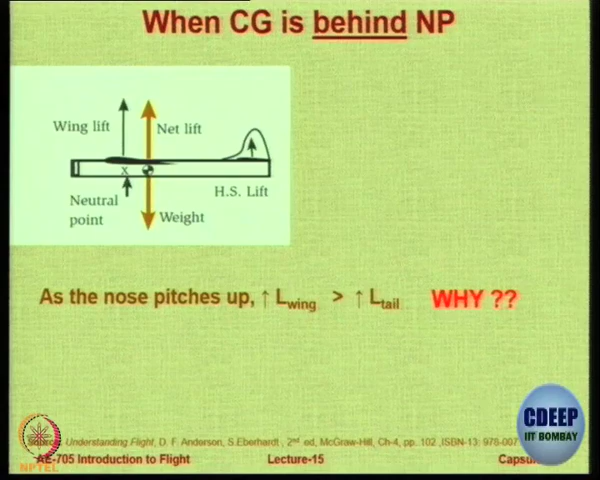 When CG is behind NP
Wing lift
Net lift
X
H.S. Lift
Neutral
point
Weight
As the nose pitches up, ↑ Lwing > ↑ Ltail WHY ??
Source: Understanding Flight, D. F. Anderson, S.Eberhardt , 2nd ed, McGraw-Hill, Ch-4, pp. 102 ,ISBN-13: 978-007
AE-705 Introduction to Flight Lecture-15
CDEEP
IIT BOMBAY
NPTEL